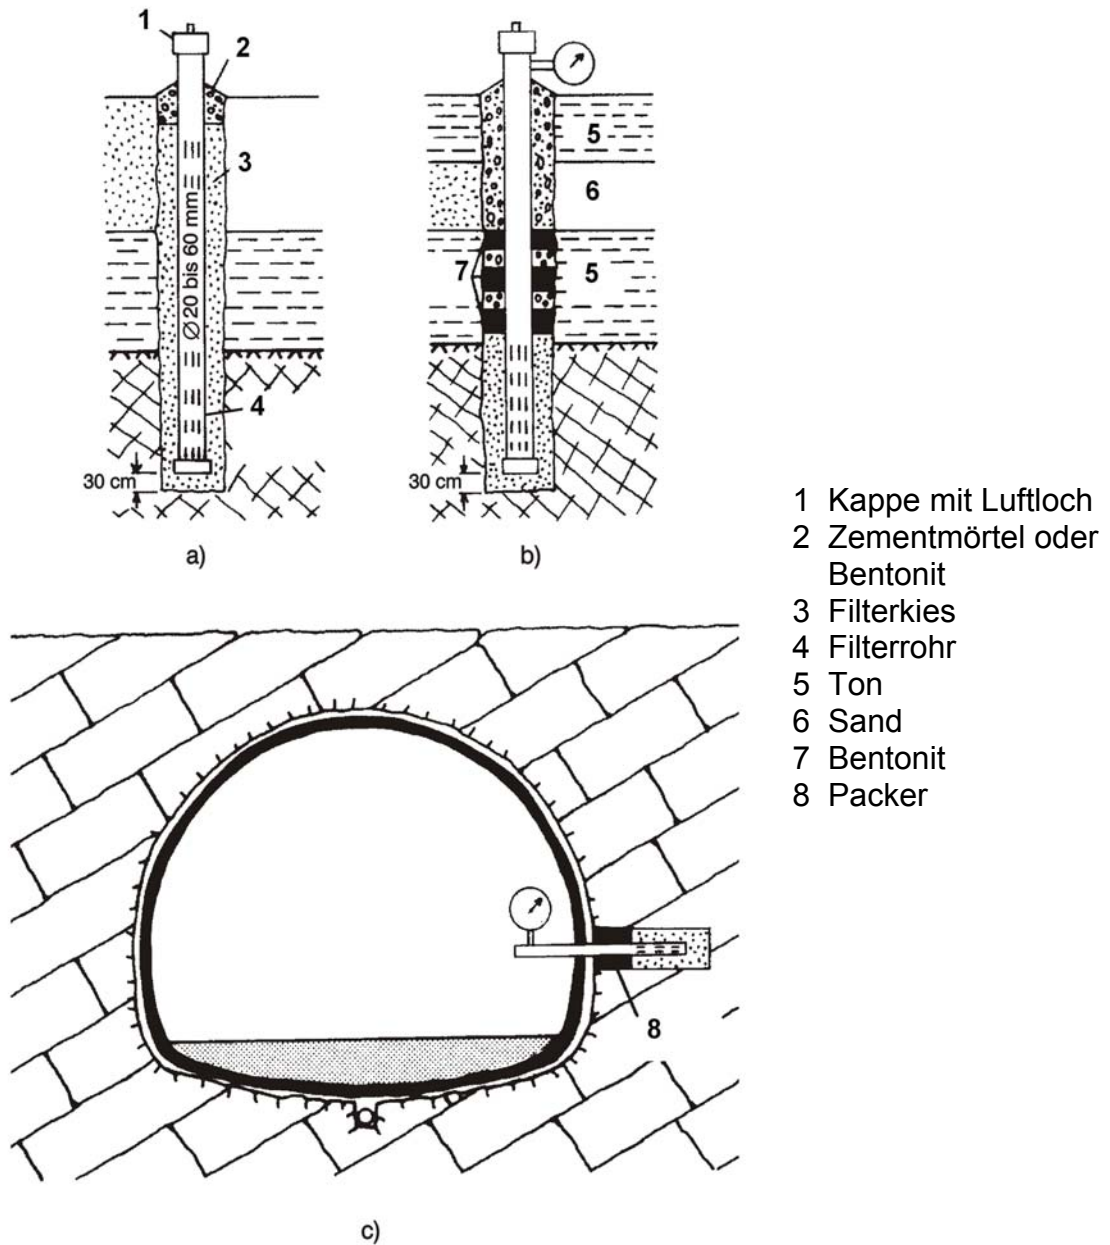 1
2
3
Ø 20 bis 60 mm
4
30 cm
a)
5
6
7
5
30 cm
b)
8
c)
1 Kappe mit Luftloch
2 Zementmörtel oder
Bentonit
3 Filterkies
4 Filterrohr
5 Ton
6 Sand
7 Bentonit
8 Packer